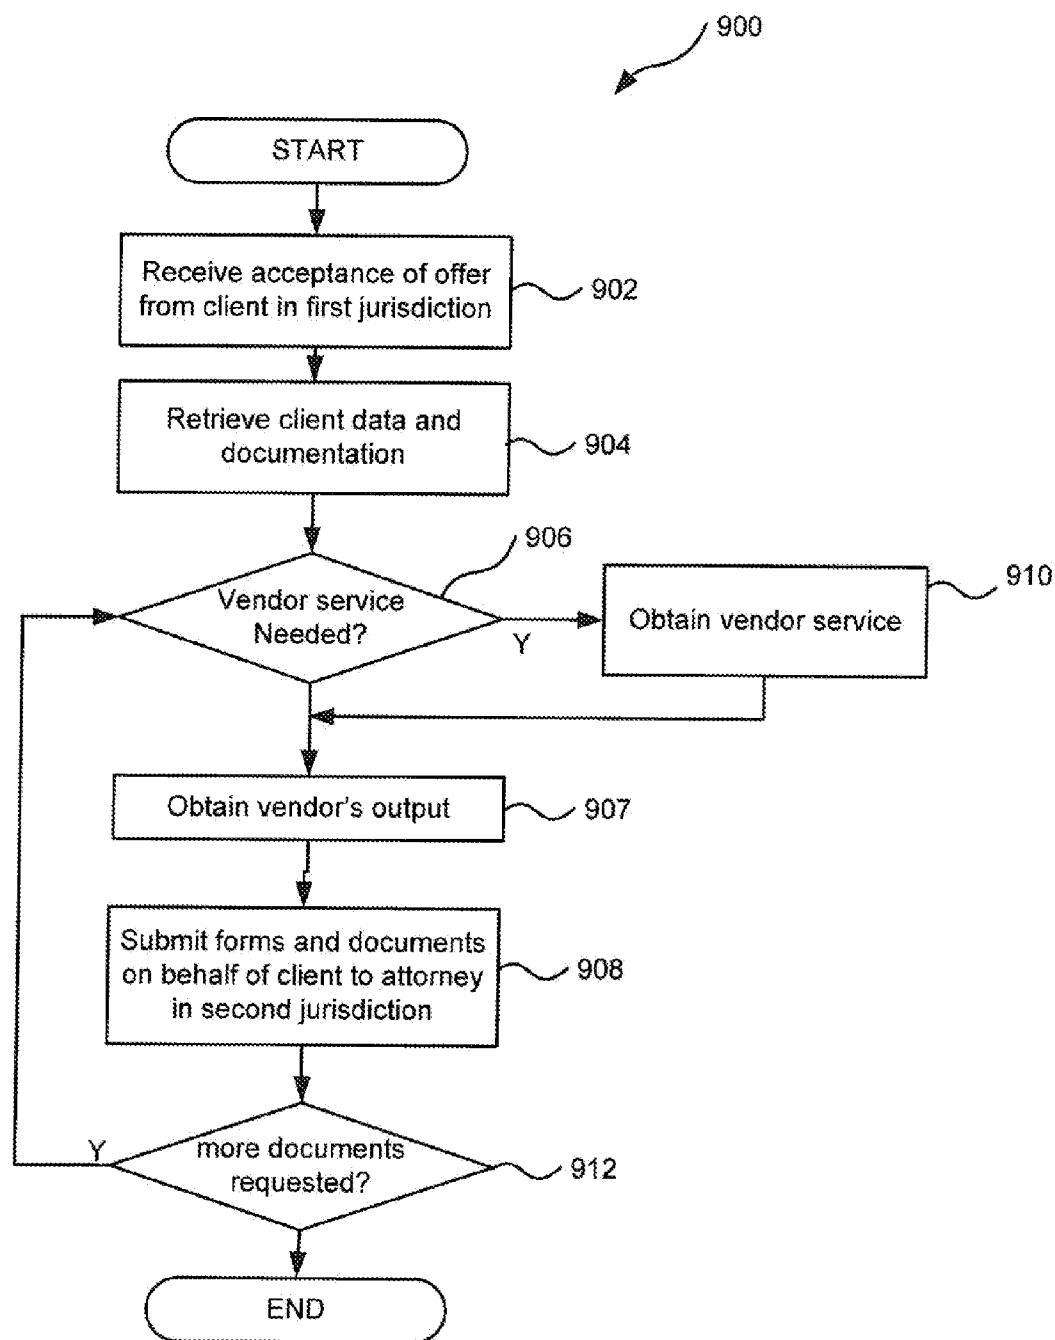 900
START
Receive acceptance of offer
from client in first jurisdiction
902
Retrieve client data and
documentation
904
906
Vendor service
Needed?
Y
910
Obtain vendor service
Obtain vendor's output
907
Submit forms and documents
on behalf of client to attorney
in second jurisdiction
908
Y
more documents
requested?
912
END